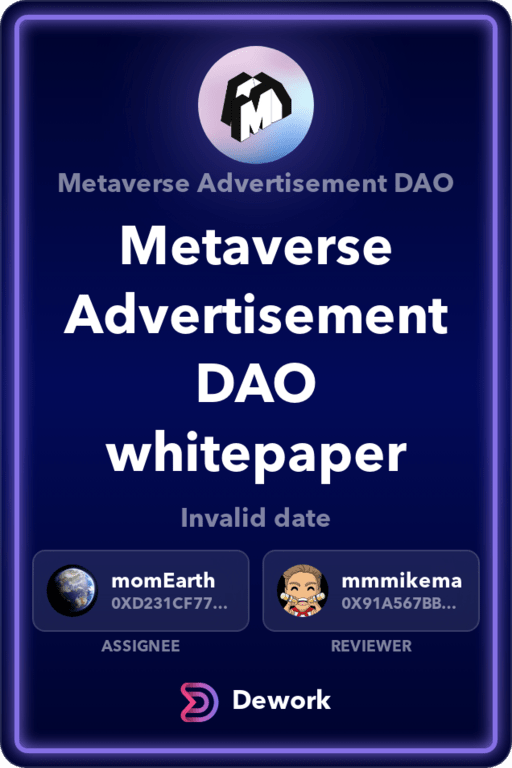 M
Metaverse Advertisement DAO
Metaverse
Advertisement
DAO
whitepaper
Invalid date
momEarth
0XD231CF77...
mmmikema
0X91A567BB...
ASSIGNEE
REVIEWER
Dework